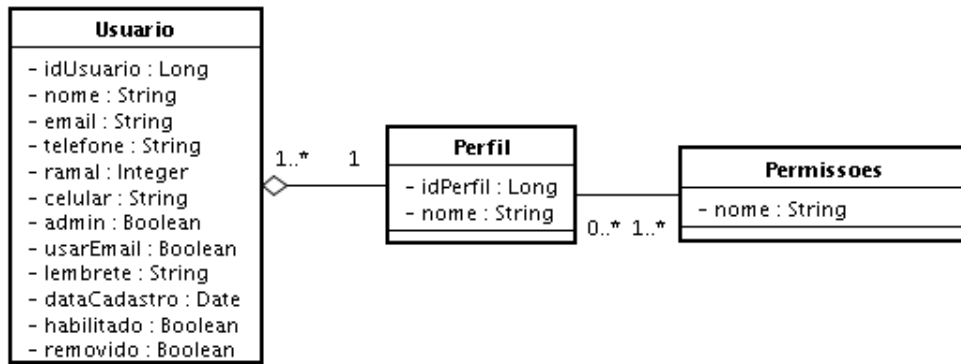 Usuario
- idUsuario : Long
- nome : String
- email : String
- telefone : String
- ramal : Integer
- celular : String
- admin : Boolean
- usarEmail : Boolean
- lembrete : String
- dataCadastro : Date
- habilitado : Boolean
- removido : Boolean
1..* 1
Perfil
- idPerfil : Long
- nome : String
0..* 1..*
Permissoes
- nome : String